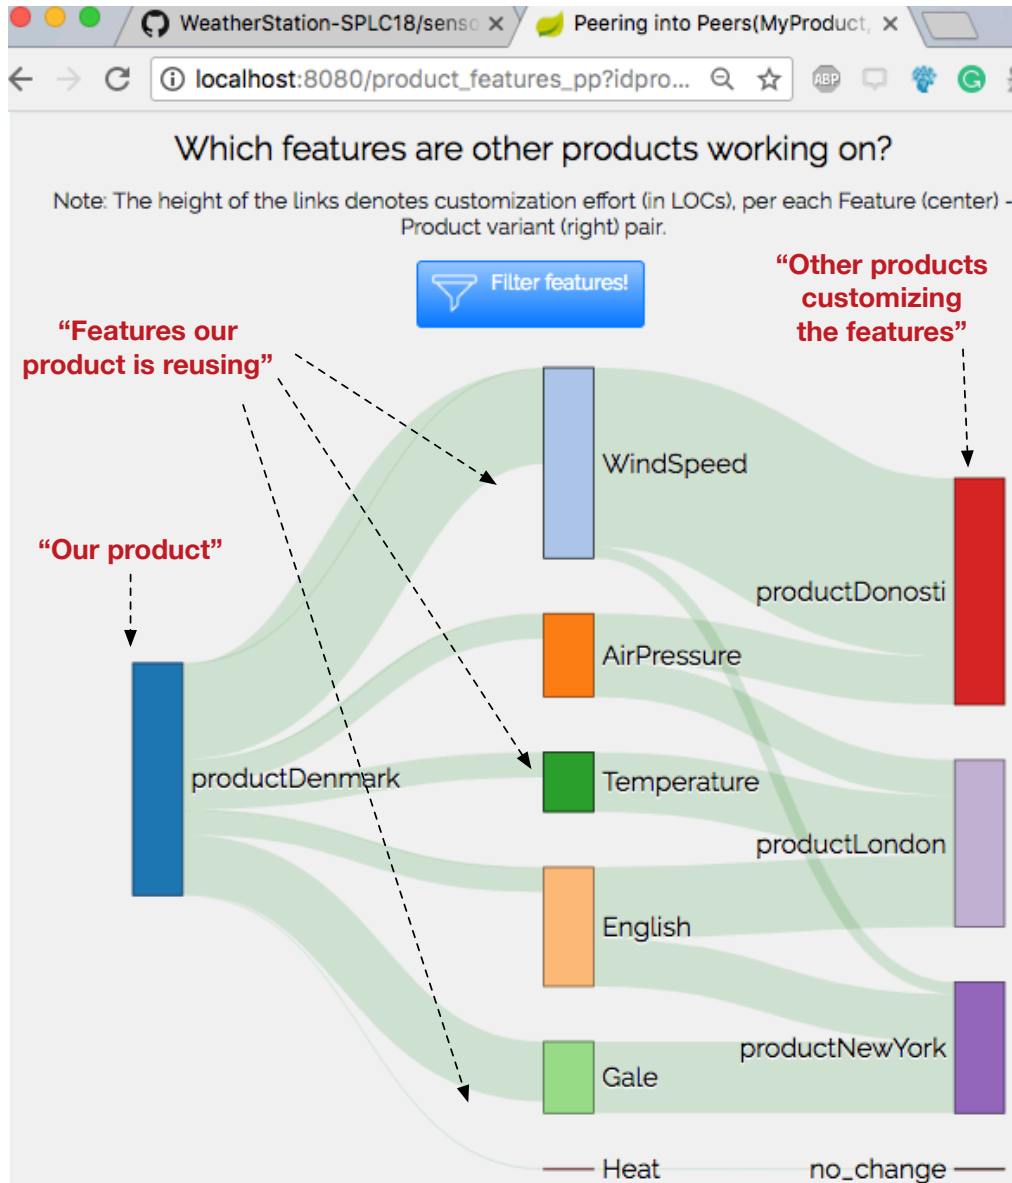 WeatherStation-SPLC18/senso
Peering into Peers(MyProduct,
localhost:8080/product_features_pp?idpro...
ABP
Which features are other products working on?
Note: The height of the links denotes customization effort (in LOCs), per each Feature (center) -
Product variant (right) pair.
Filter features!
“Other products
customizing
the features”
“Features our
product is reusing”
WindSpeed
“Our product”
productDonosti
AirPressure
productDenmark
Temperature
productLondon
English
productNewYork
Gale
Heat
no_change